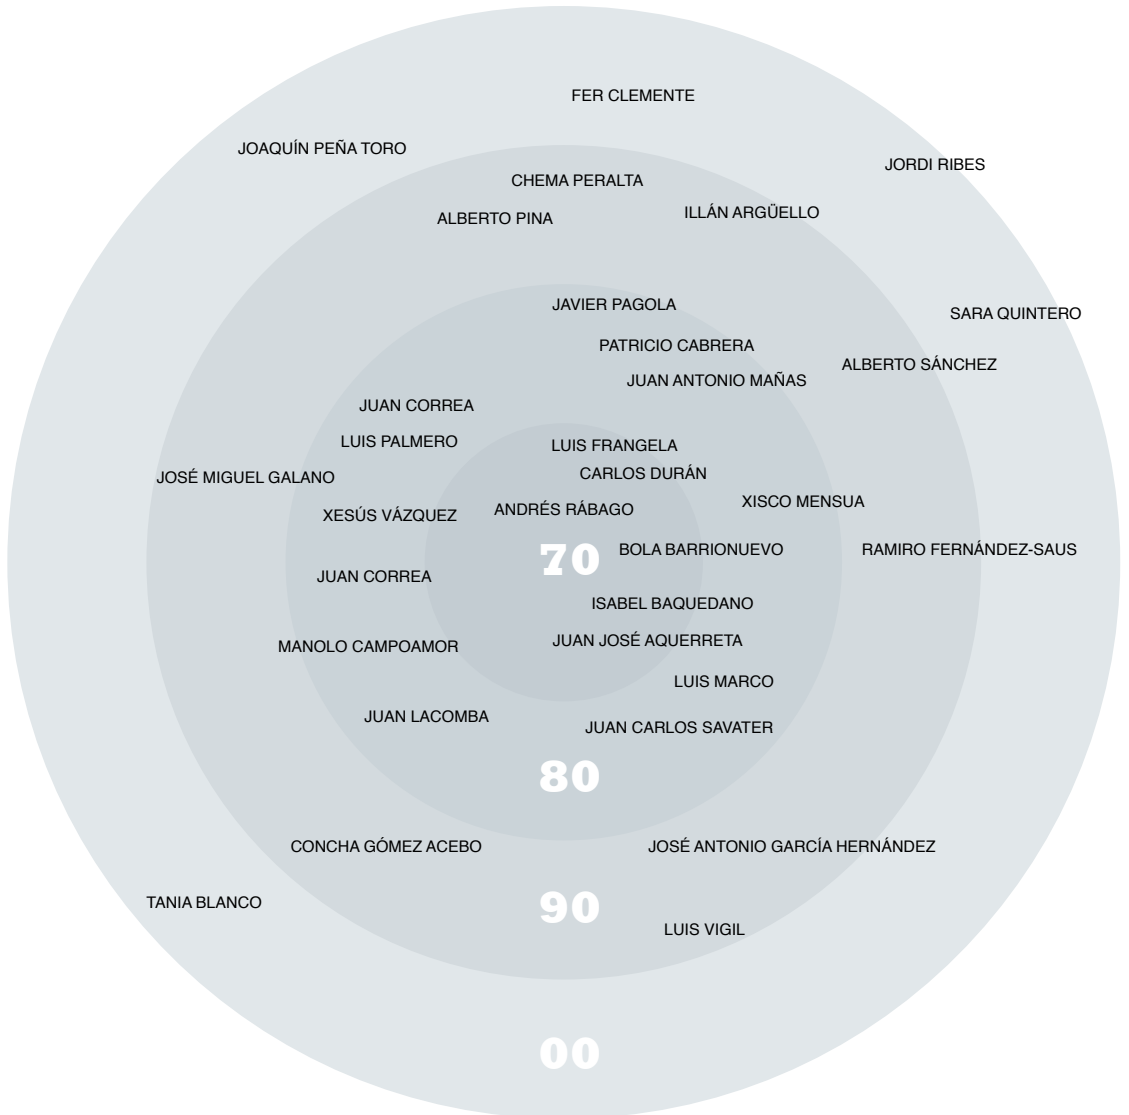 FER CLEMENTE
JOAQUÍN PEÑA TORO
JORDI RIBES
CHEMA PERALTA
ILLÁN ARGÜELLO
ALBERTO PINA
JAVIER PAGOLA
SARA QUINTERO
PATRICIO CABRERA
ALBERTO SÁNCHEZ
JUAN ANTONIO MAÑAS
JUAN CORREA
LUIS PALMERO
LUIS FRANGELA
CARLOS DURÁN
JOSÉ MIGUEL GALANO
XISCO MENSUA
ANDRÉS RÁBAGO
XESÚS VÁZQUEZ
70
BOLA BARRIONUEVO
RAMIRO FERNÁNDEZ-SAUS
JUAN CORREA
ISABEL BAQUEDANO
JUAN JOSÉ AQUERRETA
MANOLO CAMPOAMOR
LUIS MARCO
JUAN LACOMBA
JUAN CARLOS SAVATER
80
CONCHA GÓMEZ ACEBO
JOSÉ ANTONIO GARCÍA HERNÁNDEZ
TANIA BLANCO
90
LUIS VIGIL
00